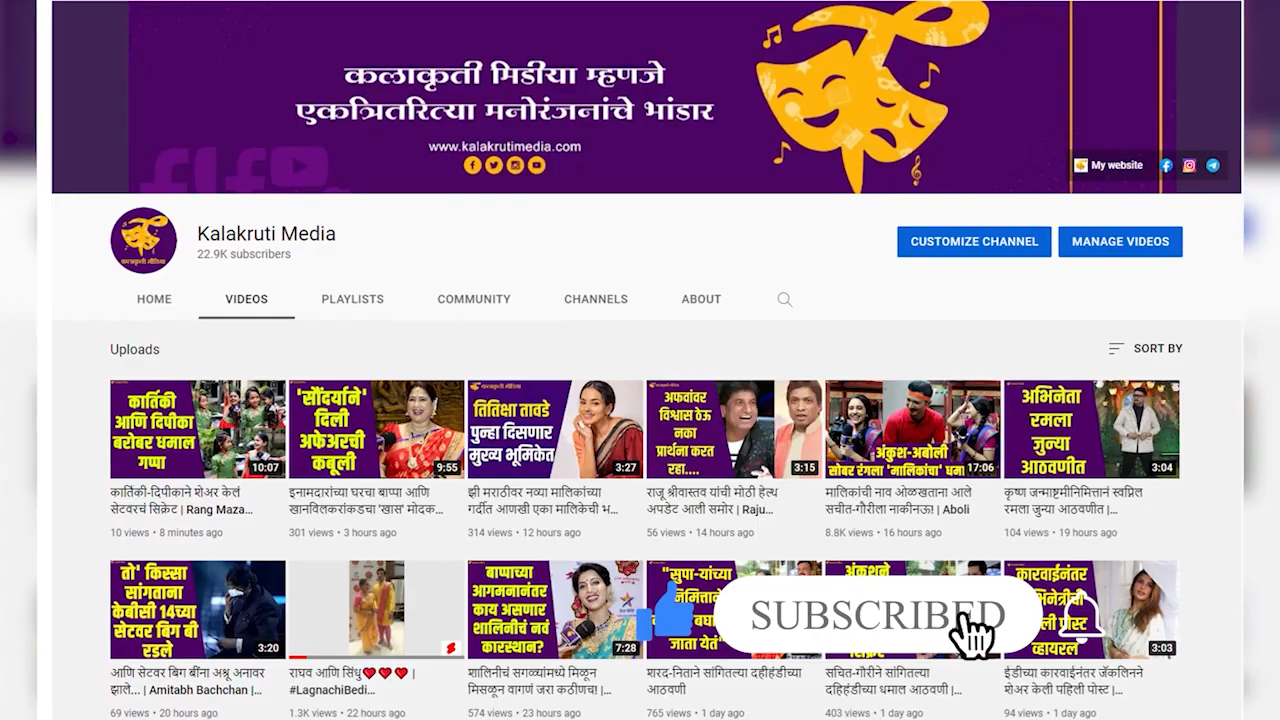 कलाकृती मिडीया म्हणजे
एकत्रितरित्या मनोरंजनांचे भांडार
www.kalakrutimedia.com
My website
कलाकृती मीडिया
Kalakruti Media
22.9K subscribers
CUSTOMIZE CHANNEL
MANAGE VIDEOS
HOME
VIDEOS
PLAYLISTS
COMMUNITY
CHANNELS
ABOUT
Uploads
SORT BY
कार्तिकी
आणि दिपीका
बरोबर धमाल
गप्पा
10:07
'सौंदर्याने'
दिली
अफेअरची
कबूली
9:55
कलाकृती मीडिया
तितिक्षा तावडे
पुन्हा दिसणार
मुख्य भूमिकेत
3:27
अफवांवर
विश्वास ठेऊ
नका
प्रार्थना करत
रहा....
3:15
अंकुश-अबोली
सोबर रंगला 'मालिकांचा' धमा
17:06
अभिनेता
रमला
जुन्या
आठवणीत
3:04
कार्तिकी-दिपीकाने शेअर केलं
सेटवरचं सिक्रेट | Rang Maza...
10 views • 8 minutes ago
इनामदारांच्या घरचा बाप्पा आणि
खानविलकरांकडचा 'खास' मोदक...
301 views • 3 hours ago
झी मराठीवर नव्या मालिकांच्या
गर्दीत आणखी एका मालिकेची भ...
314 views • 12 hours ago
राजू श्रीवास्तव यांची मोठी हेल्थ
अपडेट आली समोर | Raju...
56 views • 14 hours ago
मालिकांची नाव ओळखताना आले
सचित-गौरीला नाकीनऊ! | Aboli
8.8K views • 16 hours ago
कृष्ण जन्माष्टमीनिमित्तानं स्वप्निल
रमला जुन्या आठवणीत |...
104 views • 19 hours ago
तो' किस्सा
सांगताना
केबीसी 14च्या
सेटवर बिग बी
रडले
3:20
बाप्पाच्या
आगमनानंतर
काय असणार
शालिनीचं नवं
कारस्थान?
7:28
"सुपा-यांच्या
जाता येतं"
अंकुशने
SUBSCRIBED
कारवाईनंतर
व्हायरल
3:03
आणि सेटवर बिग बींना अश्रू अनावर
झाले... | Amitabh Bachchan |...
69 views • 20 hours ago
राघव आणि सिंधु❤❤❤ |
#LagnachiBedi...
1.3K views • 22 hours ago
शालिनीचं सगळ्यांमध्ये मिळून
मिसळून वागणं जरा कठीणच! |...
574 views • 23 hours ago
शरद-निताने सांगितल्या दहीहंडीच्या
आठवणी
765 views • 1 day ago
सचित-गौरीने सांगितल्या
दहिहंडीच्या धमाल आठवणी |...
403 views • 1 day ago
ईडीच्या कारवाईनंतर जॅकलिनने
शेअर केली पहिली पोस्ट |...
94 views • 1 day ago